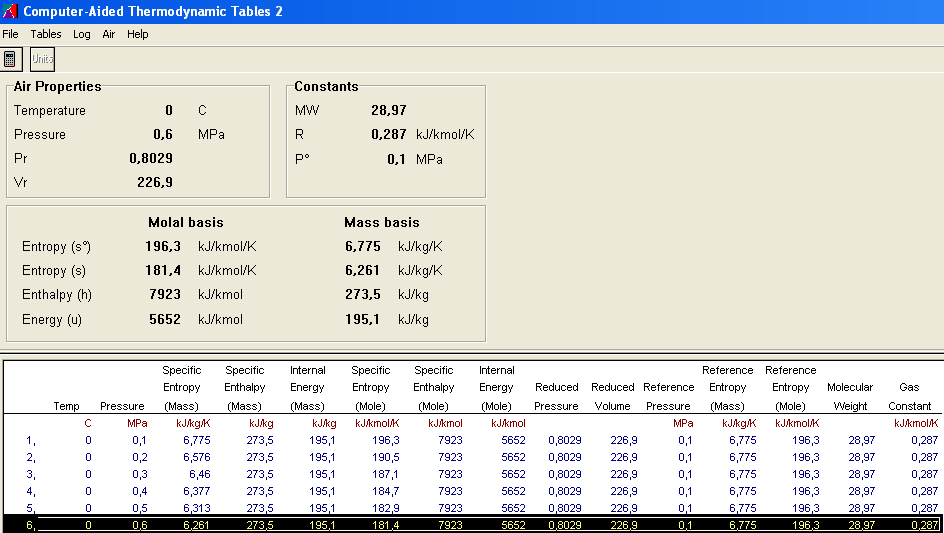 Computer-Aided Thermodynamic Tables 2
File Tables Log Air Help
Units
Air Properties
Temperature 0 C
Pressure 0,6 MPa
Pr 0,8029
Vr 226,9
Constants
MW 28,97
R 0,287 kJ/kmol/K
P° 0,1 MPa
Molal basis Mass basis
Entropy (s°) 196,3 kJ/kmol/K 6,775 kJ/kg/K
Entropy (s) 181,4 kJ/kmol/K 6,261 kJ/kg/K
Enthalpy (h) 7923 kJ/kmol 273,5 kJ/kg
Energy (u) 5652 kJ/kmol 195,1 kJ/kg
Specific Specific Internal Specific Specific Internal Reference Reference
Entropy Enthalpy Energy Entropy Enthalpy Energy Reduced Reduced Reference Entropy Entropy Molecular Gas
Temp Pressure (Mass) (Mass) (Mass) (Mole) (Mole) (Mole) Pressure Volume Pressure (Mass) (Mole) Weight Constant
C MPa kJ/kg/K kJ/kg kJ/kg kJ/kmol/K kJ/kmol kJ/kmol MPa kJ/kg/K kJ/kmol/K kJ/kmol/K
1, 0 0,1 6,775 273,5 195,1 196,3 7923 5652 0,8029 226,9 0,1 6,775 196,3 28,97 0,287
2, 0 0,2 6,576 273,5 195,1 190,5 7923 5652 0,8029 226,9 0,1 6,775 196,3 28,97 0,287
3, 0 0,3 6,46 273,5 195,1 187,1 7923 5652 0,8029 226,9 0,1 6,775 196,3 28,97 0,287
4, 0 0,4 6,377 273,5 195,1 184,7 7923 5652 0,8029 226,9 0,1 6,775 196,3 28,97 0,287
5, 0 0,5 6,313 273,5 195,1 182,9 7923 5652 0,8029 226,9 0,1 6,775 196,3 28,97 0,287
6, 0 0,6 6,261 273,5 195,1 181,4 7923 5652 0,8029 226,9 0,1 6,775 196,3 28,97 0,287